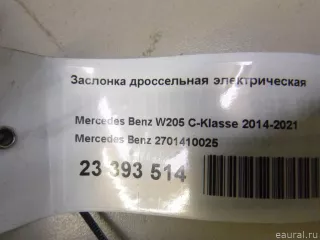 Заслонка дроссельная электрическая
Mercedes Benz W205 C-Klasse 2014-2021
Mercedes Benz 2701410025
23 393 514
eaural.ru